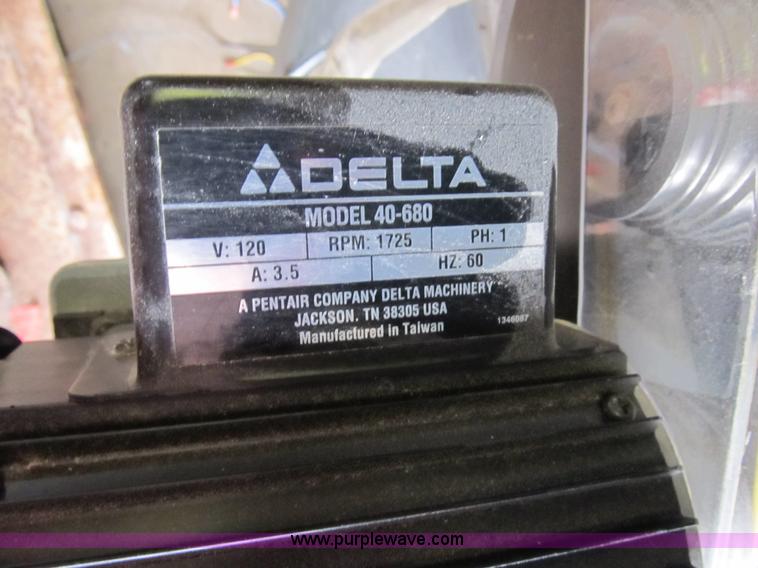 DELTA
MODEL 40-680
V: 120 RPM: 1725 PH: 1
A: 3.5 HZ: 60
A PENTAIR COMPANY DELTA MACHINERY
JACKSON, TN 38305 USA
Manufactured in Taiwan
1346087
www.purplewave.com